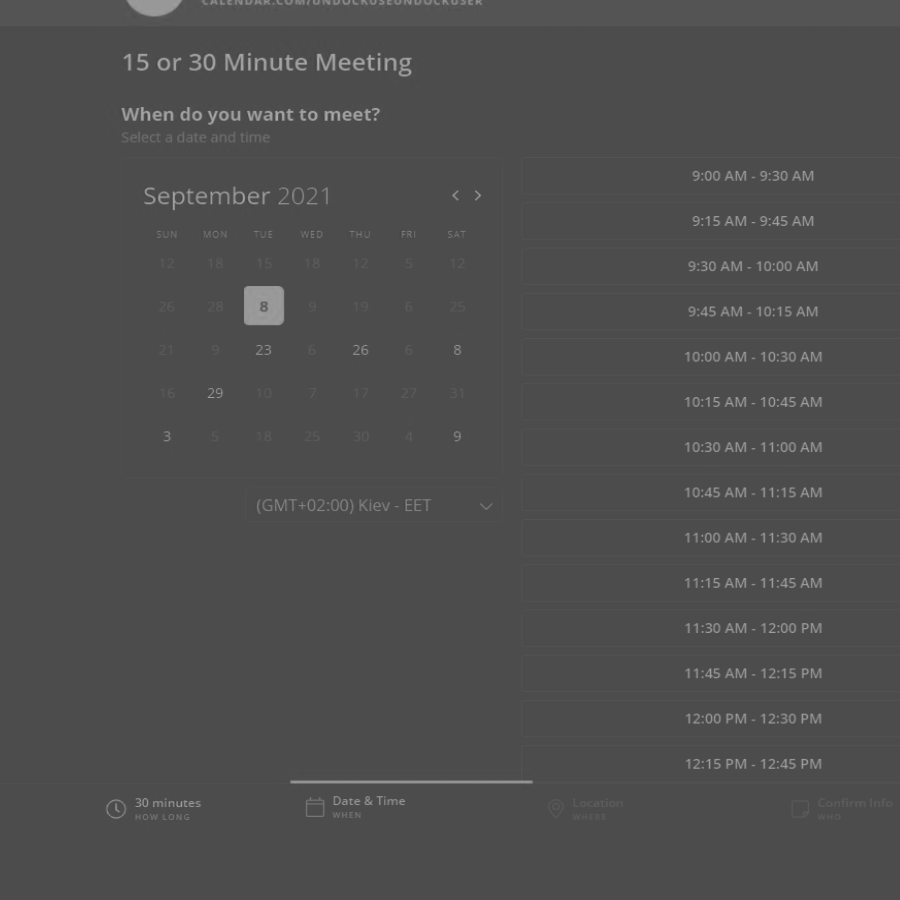 CALENDAR.COM/UNDOCKUSEUNDOCKUSER
15 or 30 Minute Meeting
When do you want to meet?
Select a date and time
September 2021
SUN MON TUE WED THU FRI SAT
12 18 15 18 12 5 12
26 28 8 9 19 6 25
21 9 23 6 26 6 8
16 29 10 7 17 27 31
3 5 18 25 30 4 9
(GMT+02:00) Kiev - EET
9:00 AM - 9:30 AM
9:15 AM - 9:45 AM
9:30 AM - 10:00 AM
9:45 AM - 10:15 AM
10:00 AM - 10:30 AM
10:15 AM - 10:45 AM
10:30 AM - 11:00 AM
10:45 AM - 11:15 AM
11:00 AM - 11:30 AM
11:15 AM - 11:45 AM
11:30 AM - 12:00 PM
11:45 AM - 12:15 PM
12:00 PM - 12:30 PM
12:15 PM - 12:45 PM
30 minutes
HOW LONG
Date & Time
WHEN
Location
WHERE
Confirm Info
WHO